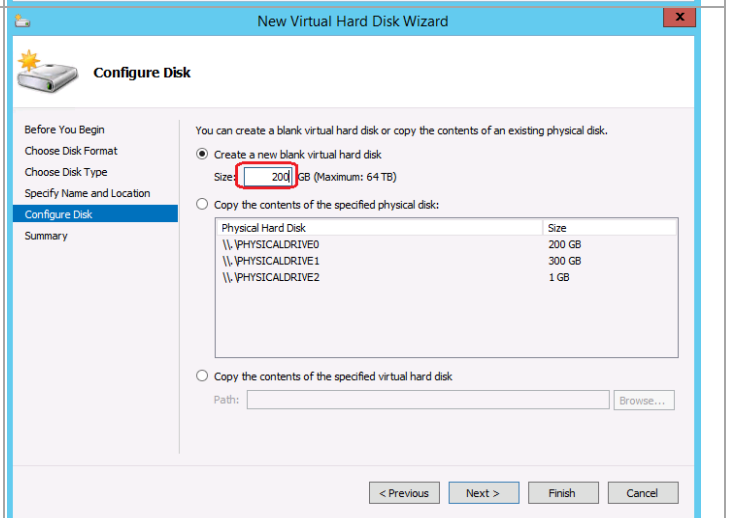 New Virtual Hard Disk Wizard
x
Configure Disk
Before You Begin
Choose Disk Format
Choose Disk Type
Specify Name and Location
Configure Disk
Summary
You can create a blank virtual hard disk or copy the contents of an existing physical disk.
Create a new blank virtual hard disk
Size: 200 GB (Maximum: 64 TB)
Copy the contents of the specified physical disk:
Physical Hard Disk Size
\\.\PHYSICALDRIVE0 200 GB
\\.\PHYSICALDRIVE1 300 GB
\\.\PHYSICALDRIVE2 1 GB
Copy the contents of the specified virtual hard disk
Path: Browse...
< Previous Next > Finish Cancel